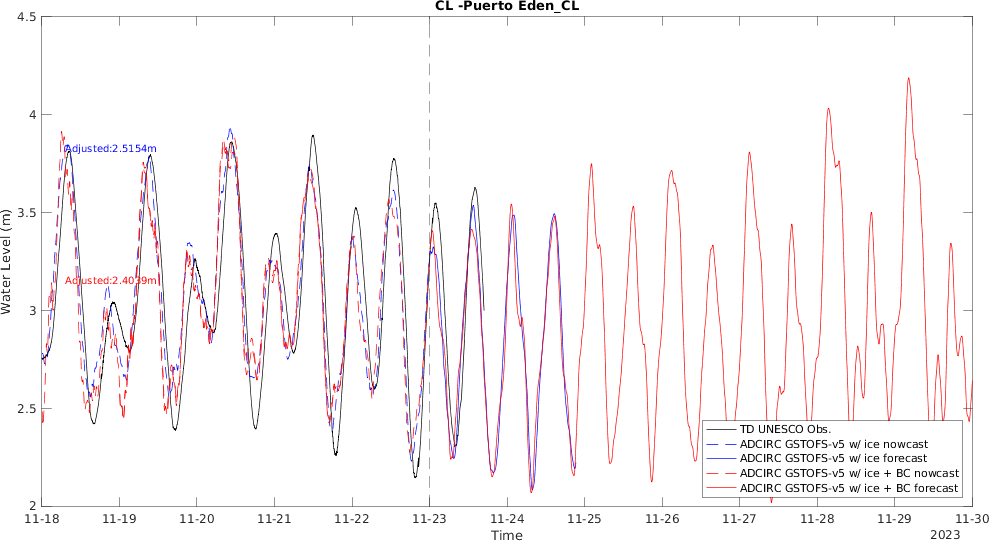 CL -Puerto Eden_CL
4.5
4
3.5
3
2.5
2
Water Level (m)
Adjusted:2.5154m
Adjusted:2.4039m
TD UNESCO Obs.
ADCIRC GSTOFS-v5 w/ ice nowcast
ADCIRC GSTOFS-v5 w/ ice forecast
ADCIRC GSTOFS-v5 w/ ice + BC nowcast
ADCIRC GSTOFS-v5 w/ ice + BC forecast
11-18 11-19 11-20 11-21 11-22 11-23 11-24 11-25 11-26 11-27 11-28 11-29 11-30
Time
2023